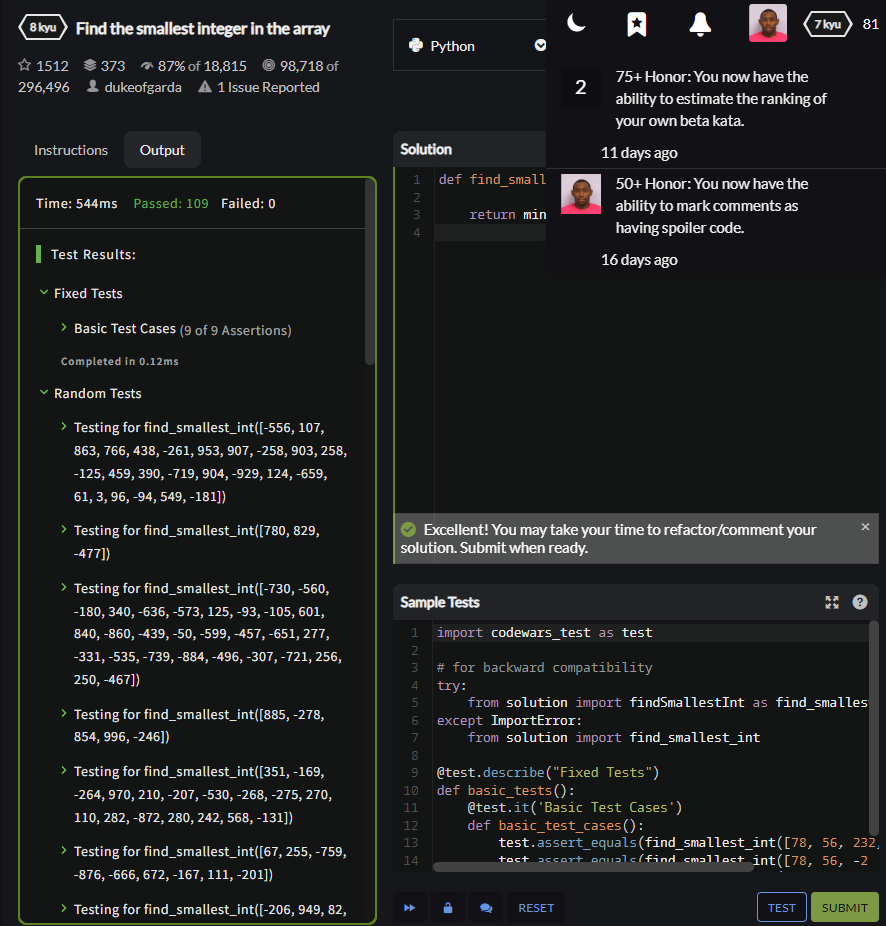 8 kyu
Find the smallest integer in the array
1512 373 87% of 18,815 98,718 of
296,496 dukeofgarda 1 Issue Reported
Instructions
Output
Time: 544ms Passed: 109 Failed: 0
Test Results:
Fixed Tests
Basic Test Cases (9 of 9 Assertions)
Completed in 0.12ms
Random Tests
Testing for find_smallest_int([-556, 107,
863, 766, 438, -261, 953, 907, -258, 903, 258,
-125, 459, 390, -719, 904, -929, 124, -659,
61, 3, 96, -94, 549, -181])
Testing for find_smallest_int([780, 829,
-477])
Testing for find_smallest_int([-730, -560,
-180, 340, -636, -573, 125, -93, -105, 601,
840, -860, -439, -50, -599, -457, -651, 277,
-331, -535, -739, -884, -496, -307, -721, 256,
250, -467])
Testing for find_smallest_int([885, -278,
854, 996, -246])
Testing for find_smallest_int([351, -169,
-264, 970, 210, -207, -530, -268, -275, 270,
110, 282, -872, 280, 242, 568, -131])
Testing for find_smallest_int([67, 255, -759,
-876, -666, 672, -167, 111, -201])
Testing for find_smallest_int([-206, 949, 82,
Python
7 kyu
81
2
75+ Honor: You now have the
ability to estimate the ranking of
your own beta kata.
11 days ago
50+ Honor: You now have the
ability to mark comments as
having spoiler code.
16 days ago
Solution
1 def find_small
2
3 return min
4
Excellent! You may take your time to refactor/comment your
solution. Submit when ready.
×
Sample Tests
?
1 import codewars_test as test
2
3 # for backward compatibility
4 try:
5 from solution import findSmallestInt as find_smalles
6 except ImportError:
7 from solution import find_smallest_int
8
9 @test.describe("Fixed Tests")
10 def basic_tests():
11 @test.it('Basic Test Cases')
12 def basic_test_cases():
13 test.assert_equals(find_smallest_int([78, 56, 232,
14 test.assert_equals(find_smallest_int([78, 56, -2
RESET
TEST
SUBMIT